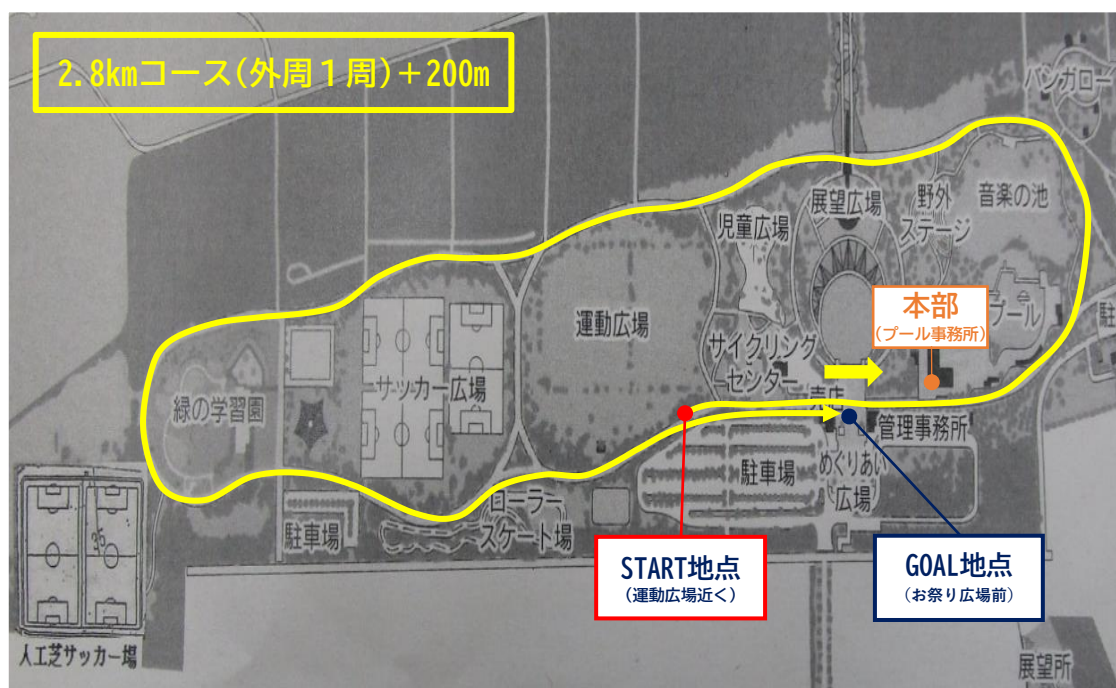 2.8kmコース(外周１周)＋200m
バンガロー
音楽の池
野外
ステージ
展望広場
児童広場
本部
(プール事務所)
プール
駐
運動広場
サイクリング
センター
サッカー広場
緑の学習園
売店
管理事務所
駐車場
めぐりあい
広場
ローラー
スケート場
駐車場
START地点
(運動広場近く)
GOAL地点
(お祭り広場前)
人工芝サッカー場
展望所